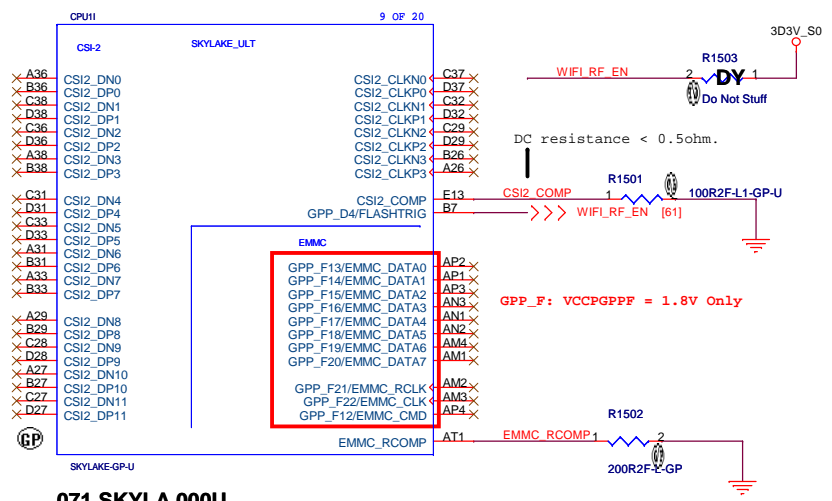 CPU1I 9 OF 20
CSI-2 SKYLAKE_ULT
3D3V_S0
R1503
WIFI_RF_EN 2 DY 1
Do Not Stuff
A36 CSI2_DN0 CSI2_CLKN0 C37
B36 CSI2_DP0 CSI2_CLKP0 D37
C38 CSI2_DN1 CSI2_CLKN1 C32
D38 CSI2_DP1 CSI2_CLKP1 D32
C36 CSI2_DN2 CSI2_CLKN2 C29
D36 CSI2_DP2 CSI2_CLKP2 D29
A38 CSI2_DN3 CSI2_CLKN3 B26
B38 CSI2_DP3 CSI2_CLKP3 A26
DC resistance < 0.5ohm.
R1501
C31 CSI2_DN4 CSI2_COMP E13 CSI2_COMP 1 100R2F-L1-GP-U
D31 CSI2_DP4 GPP_D4/FLASHTRIG B7 WIFI_RF_EN [61]
C33 CSI2_DN5
D33 CSI2_DP5
A31 CSI2_DN6
B31 CSI2_DP6
A33 CSI2_DN7
B33 CSI2_DP7
EMMC
GPP_F13/EMMC_DATA0 AP2
GPP_F14/EMMC_DATA1 AP1
GPP_F15/EMMC_DATA2 AP3
GPP_F16/EMMC_DATA3 AN3
GPP_F17/EMMC_DATA4 AN1
GPP_F18/EMMC_DATA5 AN2
GPP_F19/EMMC_DATA6 AM4
GPP_F20/EMMC_DATA7 AM1
GPP_F: VCCPGPPF = 1.8V Only
A29 CSI2_DN8
B29 CSI2_DP8
C28 CSI2_DN9
D28 CSI2_DP9
A27 CSI2_DN10
B27 CSI2_DP10
C27 CSI2_DN11
D27 CSI2_DP11
GPP_F21/EMMC_RCLK AM2
GPP_F22/EMMC_CLK AM3
GPP_F12/EMMC_CMD AP4
R1502
GP EMMC_RCOMP AT1 EMMC_RCOMP 1 2
200R2F-L-GP
SKYLAKE-GP-U
071.SKYLA.000U